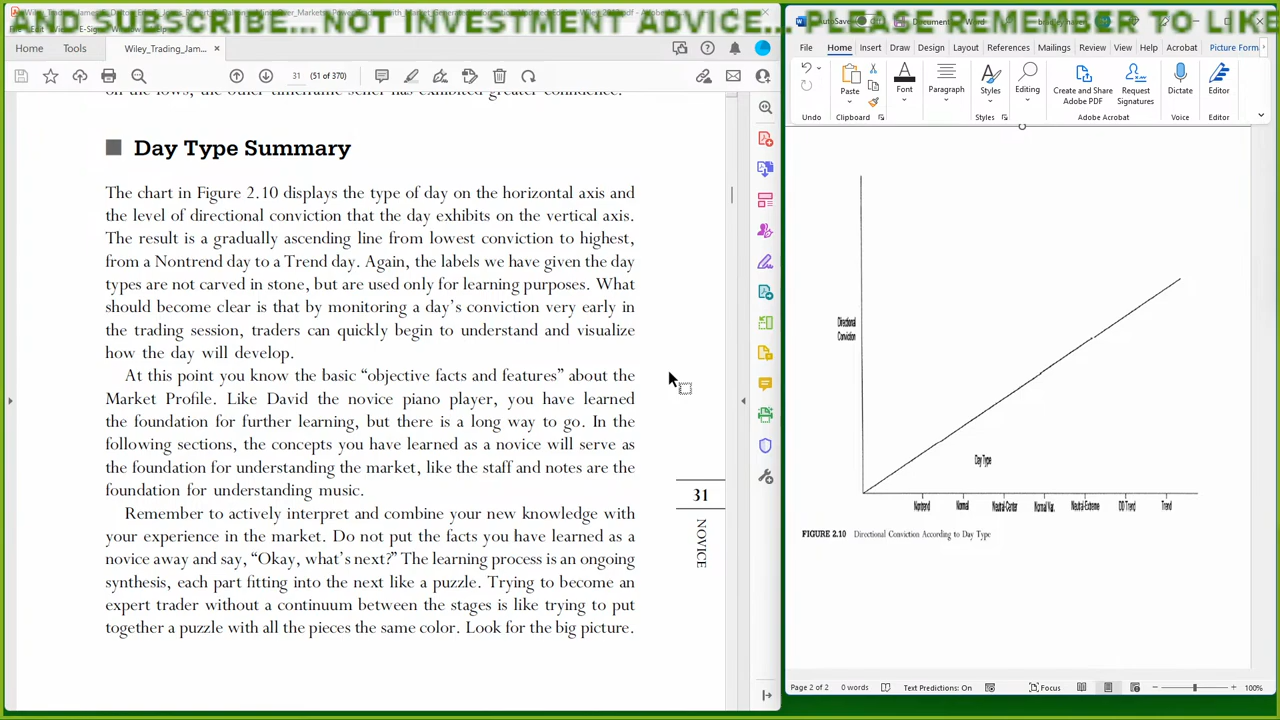 AND SUBSCRIBE... NOT INVESTMENT ADVICE... PLEASE REMEMBER TO LIKE
Home
Tools
Wiley_Trading_Jam...
31
(51 of 370)
Day Type Summary
The chart in Figure 2.10 displays the type of day on the horizontal axis and
the level of directional conviction that the day exhibits on the vertical axis.
The result is a gradually ascending line from lowest conviction to highest,
from a Nontrend day to a Trend day. Again, the labels we have given the day
types are not carved in stone, but are used only for learning purposes. What
should become clear is that by monitoring a day's conviction very early in
the trading session, traders can quickly begin to understand and visualize
how the day will develop.
At this point you know the basic "objective facts and features" about the
Market Profile. Like David the novice piano player, you have learned
the foundation for further learning, but there is a long way to go. In the
following sections, the concepts you have learned as a novice will serve as
the foundation for understanding the market, like the staff and notes are the
foundation for understanding music.
Remember to actively interpret and combine your new knowledge with
your experience in the market. Do not put the facts you have learned as a
novice away and say, "Okay, what's next?" The learning process is an ongoing
synthesis, each part fitting into the next like a puzzle. Trying to become an
expert trader without a continuum between the stages is like trying to put
together a puzzle with all the pieces the same color. Look for the big picture.
31
NOVICE
File Home Insert Draw Design Layout References Mailings Review View Help Acrobat Picture Form
Paste
Font
Paragraph
Styles
Editing
Create and Share Adobe PDF
Request Signatures
Dictate
Editor
Undo
Clipboard
Styles
Adobe Acrobat
Voice
Editor
Directional
Conviction
Day Type
Nontrend Normal Neutral-Center Normal Var. Neutral-Extreme DD Trend Trend
FIGURE 2.10 Directional Conviction According to Day Type
Page 2 of 2 0 words Text Predictions: On Focus 100%